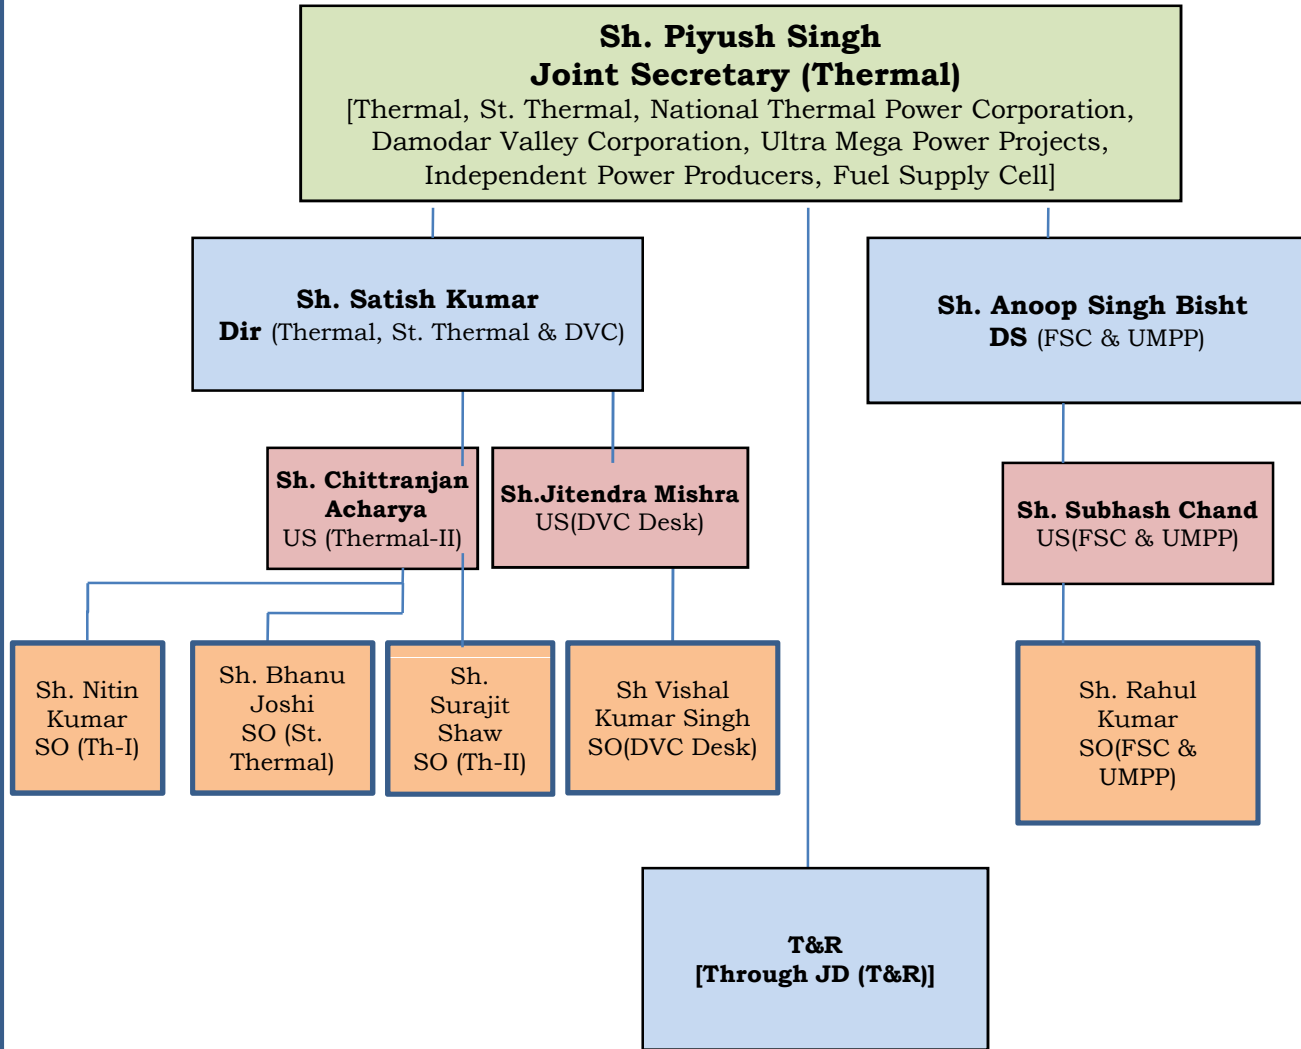 Sh. Piyush Singh
Joint Secretary (Thermal)
[Thermal, St. Thermal, National Thermal Power Corporation,
Damodar Valley Corporation, Ultra Mega Power Projects,
Independent Power Producers, Fuel Supply Cell]
Sh. Satish Kumar
Dir (Thermal, St. Thermal & DVC)
Sh. Anoop Singh Bisht
DS (FSC & UMPP)
Sh. Chittranjan
Acharya
US (Thermal-II)
Sh.Jitendra Mishra
US(DVC Desk)
Sh. Subhash Chand
US(FSC & UMPP)
Sh. Nitin
Kumar
SO (Th-I)
Sh. Bhanu
Joshi
SO (St.
Thermal)
Sh.
Surajit
Shaw
SO (Th-II)
Sh Vishal
Kumar Singh
SO(DVC Desk)
Sh. Rahul
Kumar
SO(FSC &
UMPP)
T&R
[Through JD (T&R)]